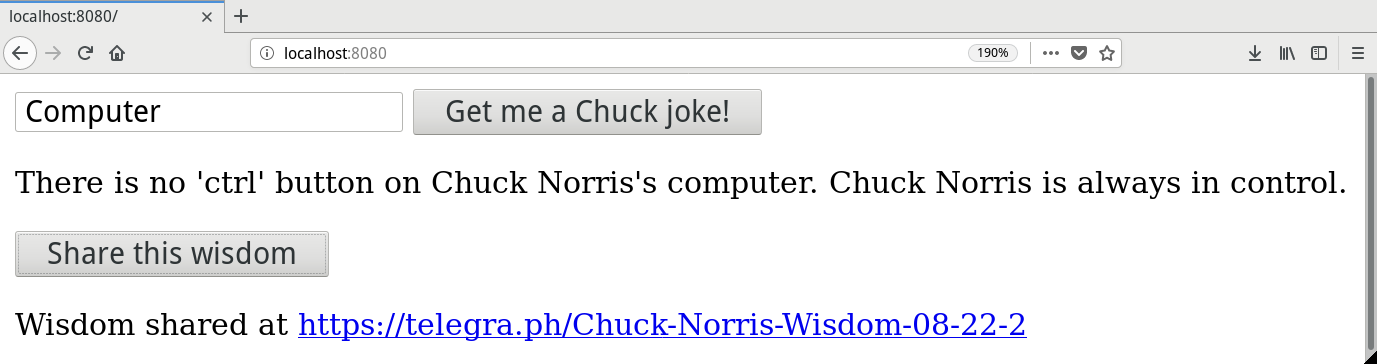 localhost:8080/
localhost:8080 190%
Computer Get me a Chuck joke!
There is no 'ctrl' button on Chuck Norris's computer. Chuck Norris is always in control.
Share this wisdom
Wisdom shared at https://telegra.ph/Chuck-Norris-Wisdom-08-22-2